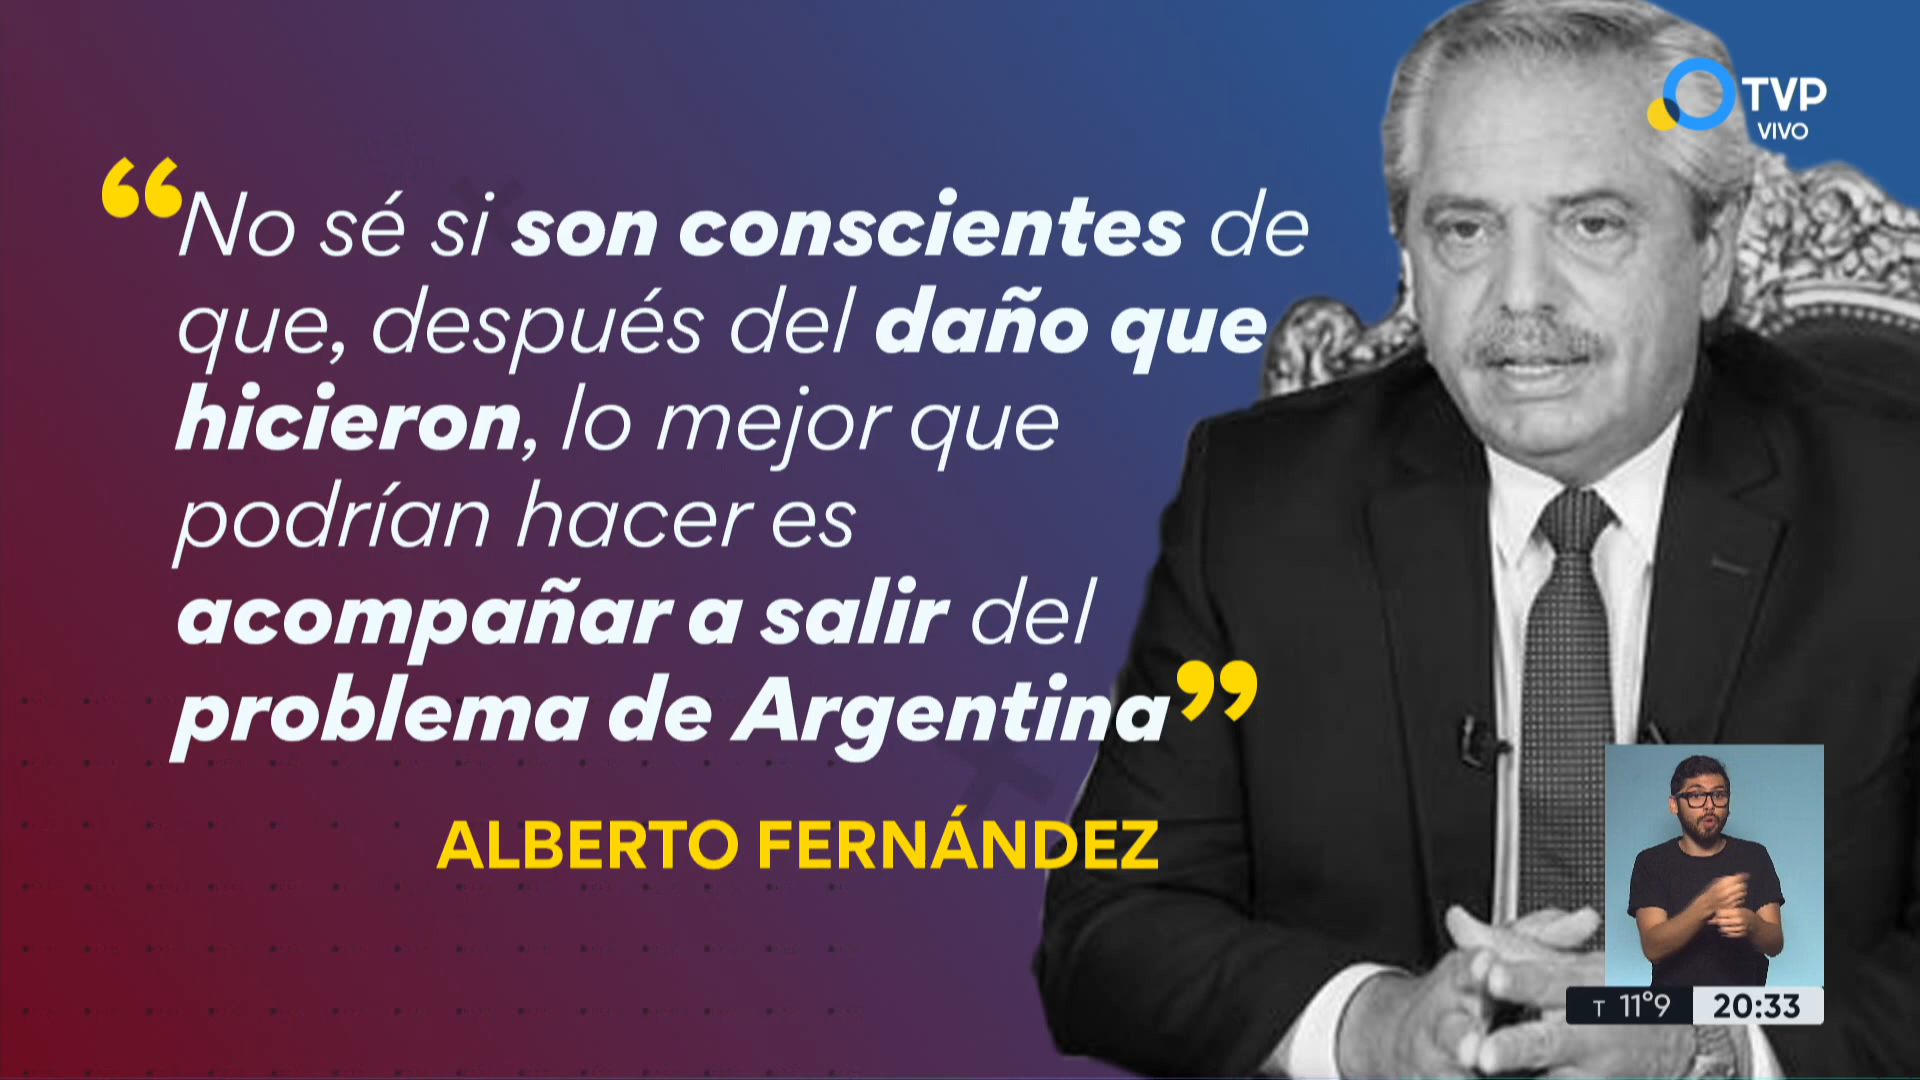 TVP
VIVO
“No sé si son conscientes de
que, después del daño que
hicieron, lo mejor que
podrían hacer es
acompañar a salir del
problema de Argentina”
ALBERTO FERNÁNDEZ
T 11°9 20:33